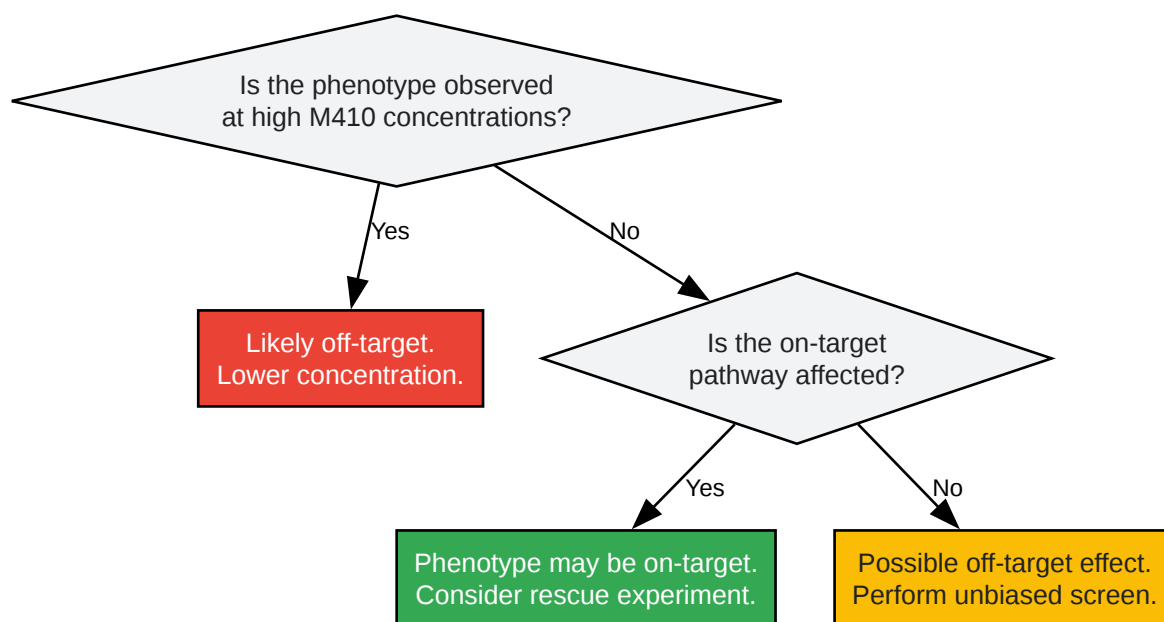 Is the phenotype observed
at high M410 concentrations?
Yes
No
Likely off-target.
Lower concentration.
Is the on-target
pathway affected?
Yes
No
Phenotype may be on-target.
Consider rescue experiment.
Possible off-target effect.
Perform unbiased screen.